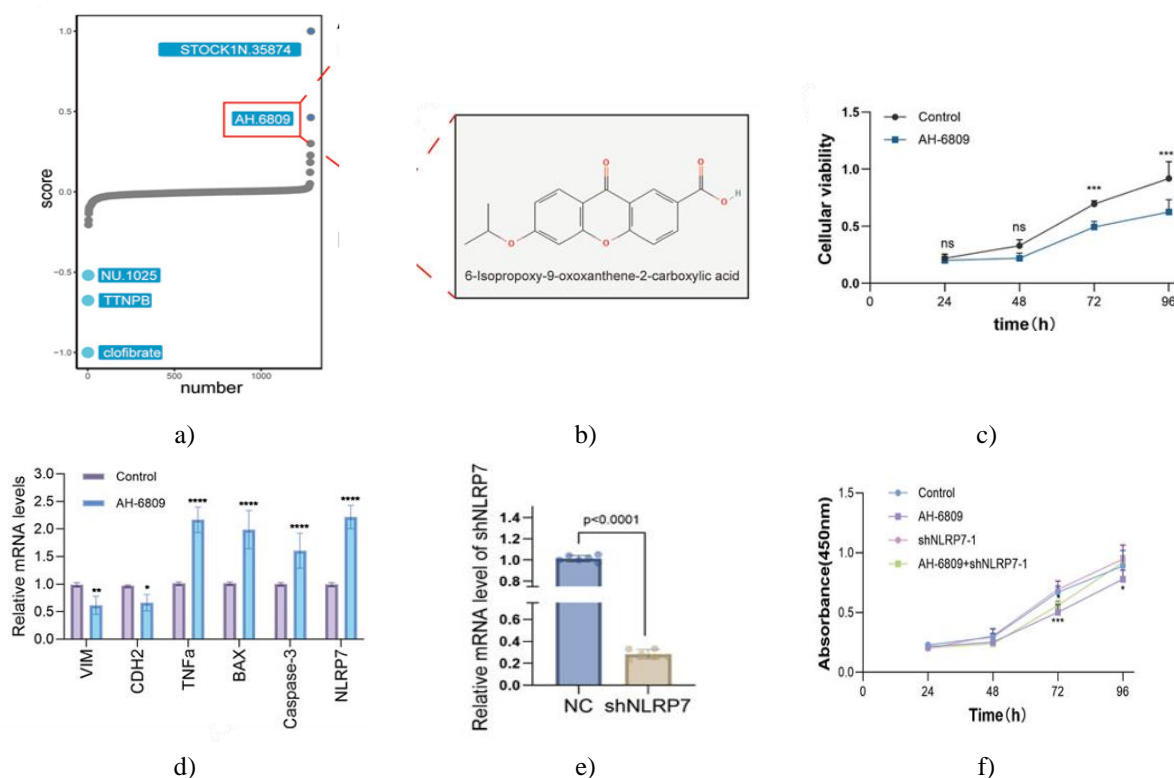 1.0
STOCK1N.35874
0.5
AH.6809
score
0.0
−0.5
NU.1025
TTNPB
−1.0
clofibrate
0
500
1000
number
a)
O
O
O
H
O
O
6-Isopropoxy-9-oxoxanthene-2-carboxylic acid
b)
1.5
Control
AH-6809
Cellular viability
1.0
0.5
0.0
ns
ns
***
***
0
24
48
72
96
time(h)
c)
3.0
Control
2.5
AH-6809
Relative mRNA levels
2.0
1.5
1.0
0.5
0.0
**
*
****
****
****
****
VIM
CDH2
TNFa
BAX
Caspase-3
NLRP7
d)
Relative mRNA level of shNLRP7
p<0.0001
1.4
1.2
1.0
0.8
0.4
0.2
0.0
NC shNLRP7
e)
1.5
Control
AH-6809
shNLRP7-1
AH-6809+shNLRP7-1
Absorbance(450nm)
1.0
0.5
0.0
*
***
*
0
24
48
72
96
Time(h)
f)